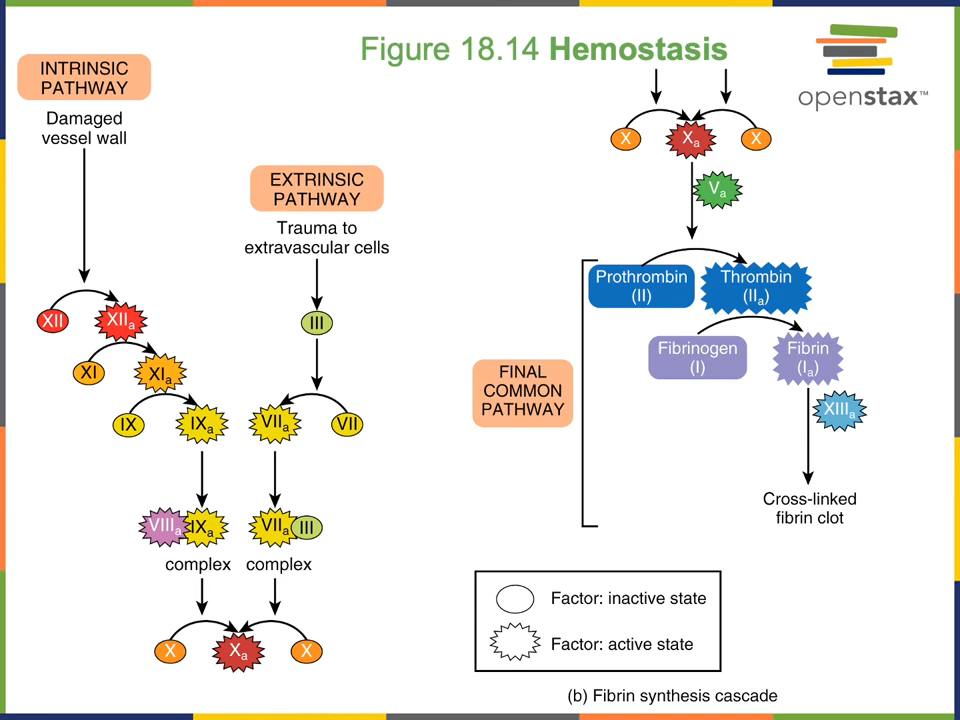 Figure 18.14 Hemostasis
openstax™
INTRINSIC
PATHWAY
Damaged
vessel wall
EXTRINSIC
PATHWAY
Trauma to
extravascular cells
XII
XIIa
III
XI
XIa
IX
IXa
VIIa
VII
VIIIa
IXa
VIIa
III
complex
complex
X
Xa
X
X
Xa
X
Va
Prothrombin
(II)
Thrombin
(IIa)
Fibrinogen
(I)
Fibrin
(Ia)
FINAL
COMMON
PATHWAY
XIIIa
Cross-linked
fibrin clot
Factor: inactive state
Factor: active state
(b) Fibrin synthesis cascade